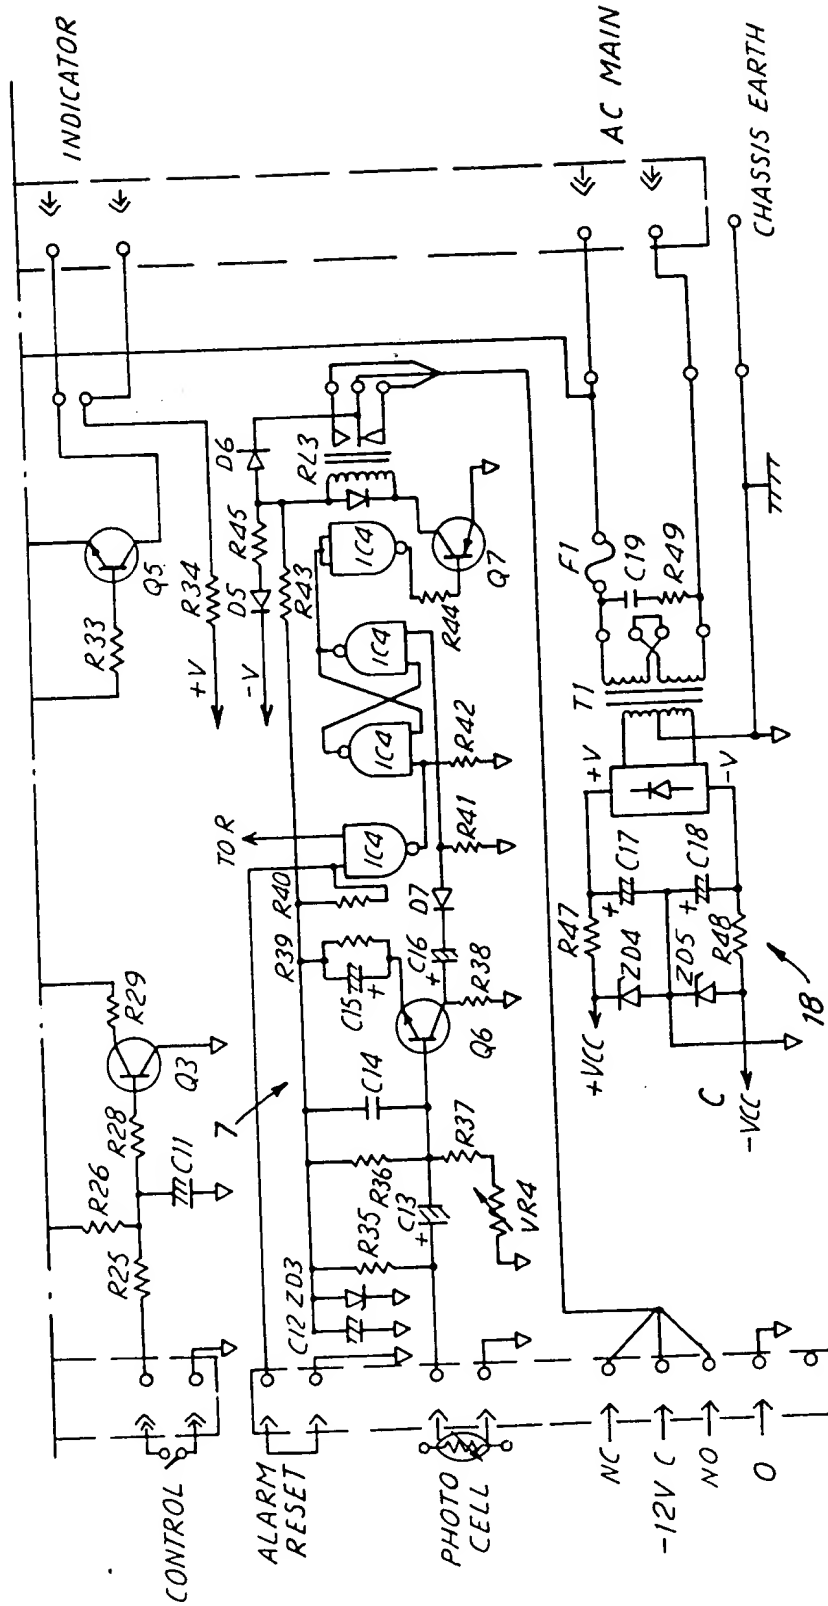 INDICATOR
AC MAIN
CHASSIS EARTH
Q5
R33
R34
+V
D6
R45
D5
-V
R43
RL3
IC4
IC4
IC4
IC4
R44
Q7
R42
R41
TO R
R40
R39
D7
C16
+
C15
+
R38
Q6
C14
7
R29
Q3
R28
C11
R26
R25
R37
R36
C13
+
R35
VR4
ZD3
C12
F1
C19
R49
T1
+V
-V
C17
+
C18
+
R47
R48
ZD4
ZD5
+VCC
-VCC
C
18
CONTROL
ALARM
RESET
PHOTO
CELL
NC
-12V C
NO
O